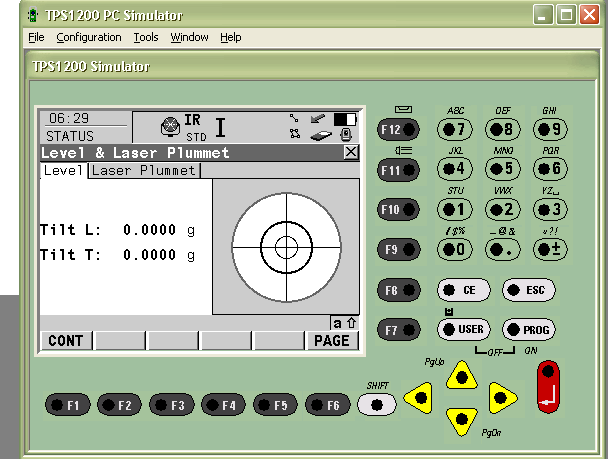 TPS1200 PC Simulator
File Configuration Tools Window Help
TPS1200 Simulator
06:29
STATUS
IR
STD I
Level & Laser Plummet
Level Laser Plummet
Tilt L: 0.0000 g
Tilt T: 0.0000 g
a
CONT PAGE
F12 ABC 7 DEF 8 GHI 9
F11 JKL 4 MNO 5 PQR 6
F10 STU 1 VWX 2 YZ 3
F9 /$% 0 _@& . "?! ±
F8 CE ESC
F7 USER PROG
OFF ON
PgUp
PgDn
SHIFT
F1 F2 F3 F4 F5 F6